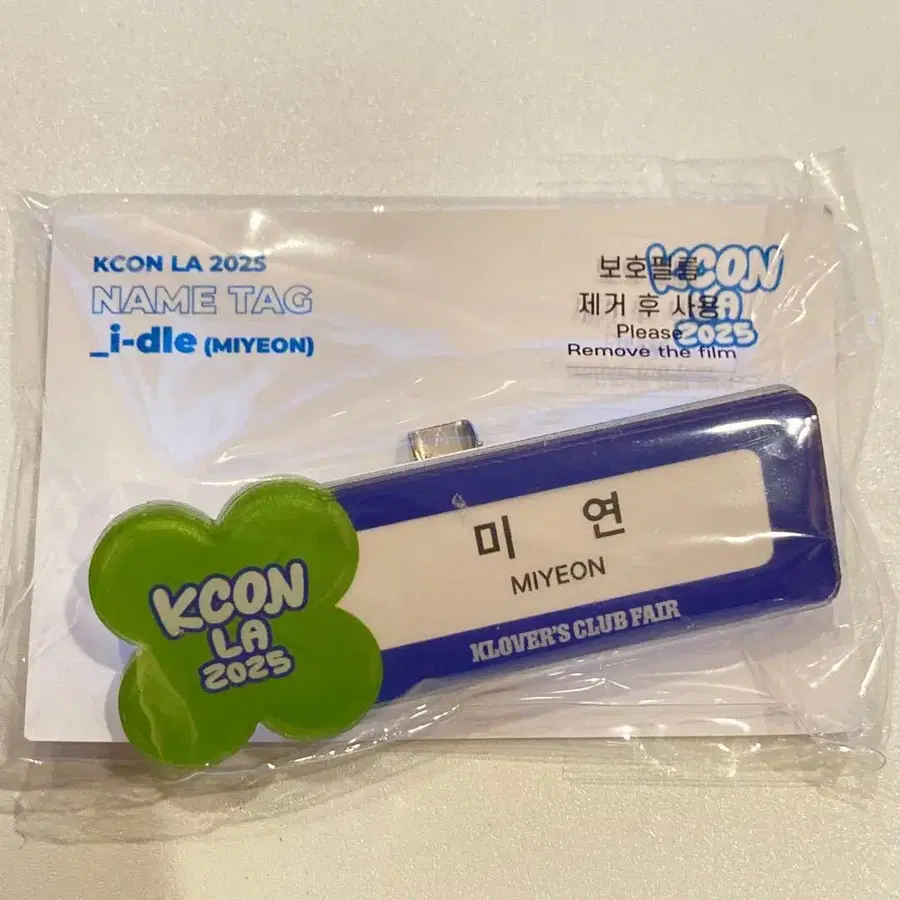 KCON LA 2025
NAME TAG
_i-dle (MIYEON)
보호필름
제거 후 사용
Please
Remove the film
KCON
LA
2025
미 연
MIYEON
KLOVER'S CLUB FAIR
KCON
LA
2025